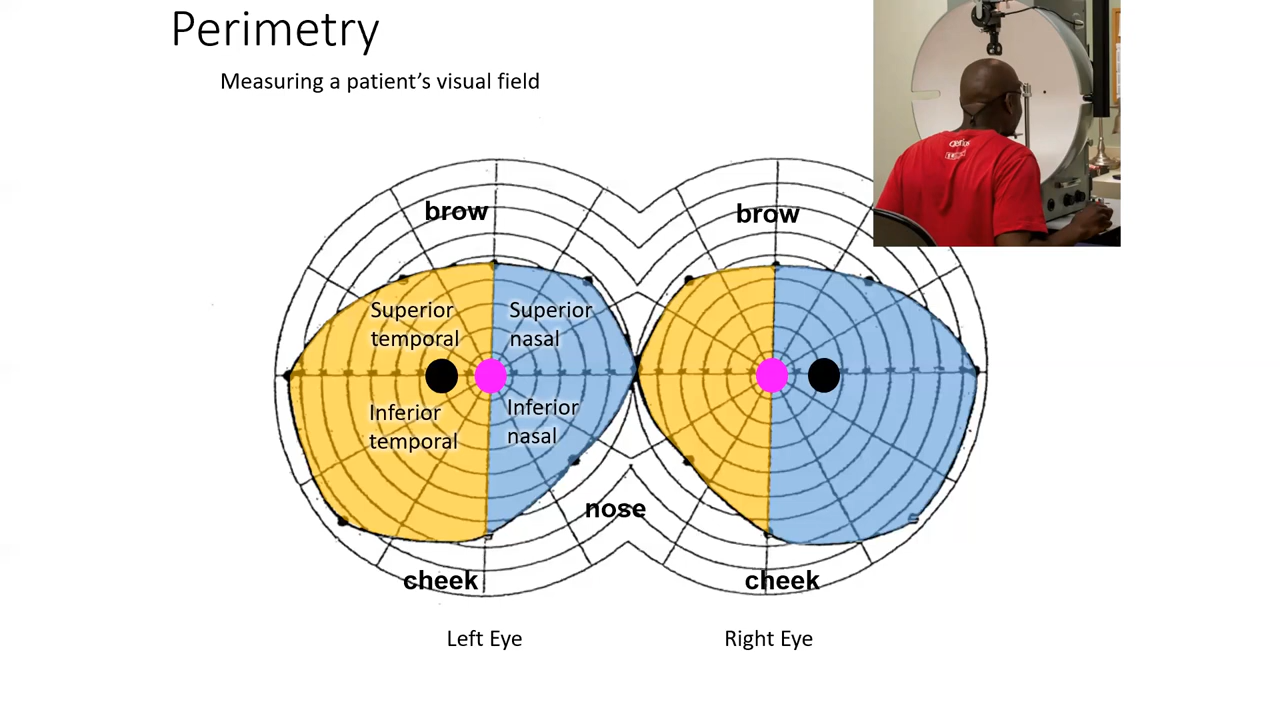 Perimetry
Measuring a patient's visual field
brow
brow
Superior
temporal
Superior
nasal
Inferior
temporal
Inferior
nasal
nose
cheek
cheek
Left Eye
Right Eye